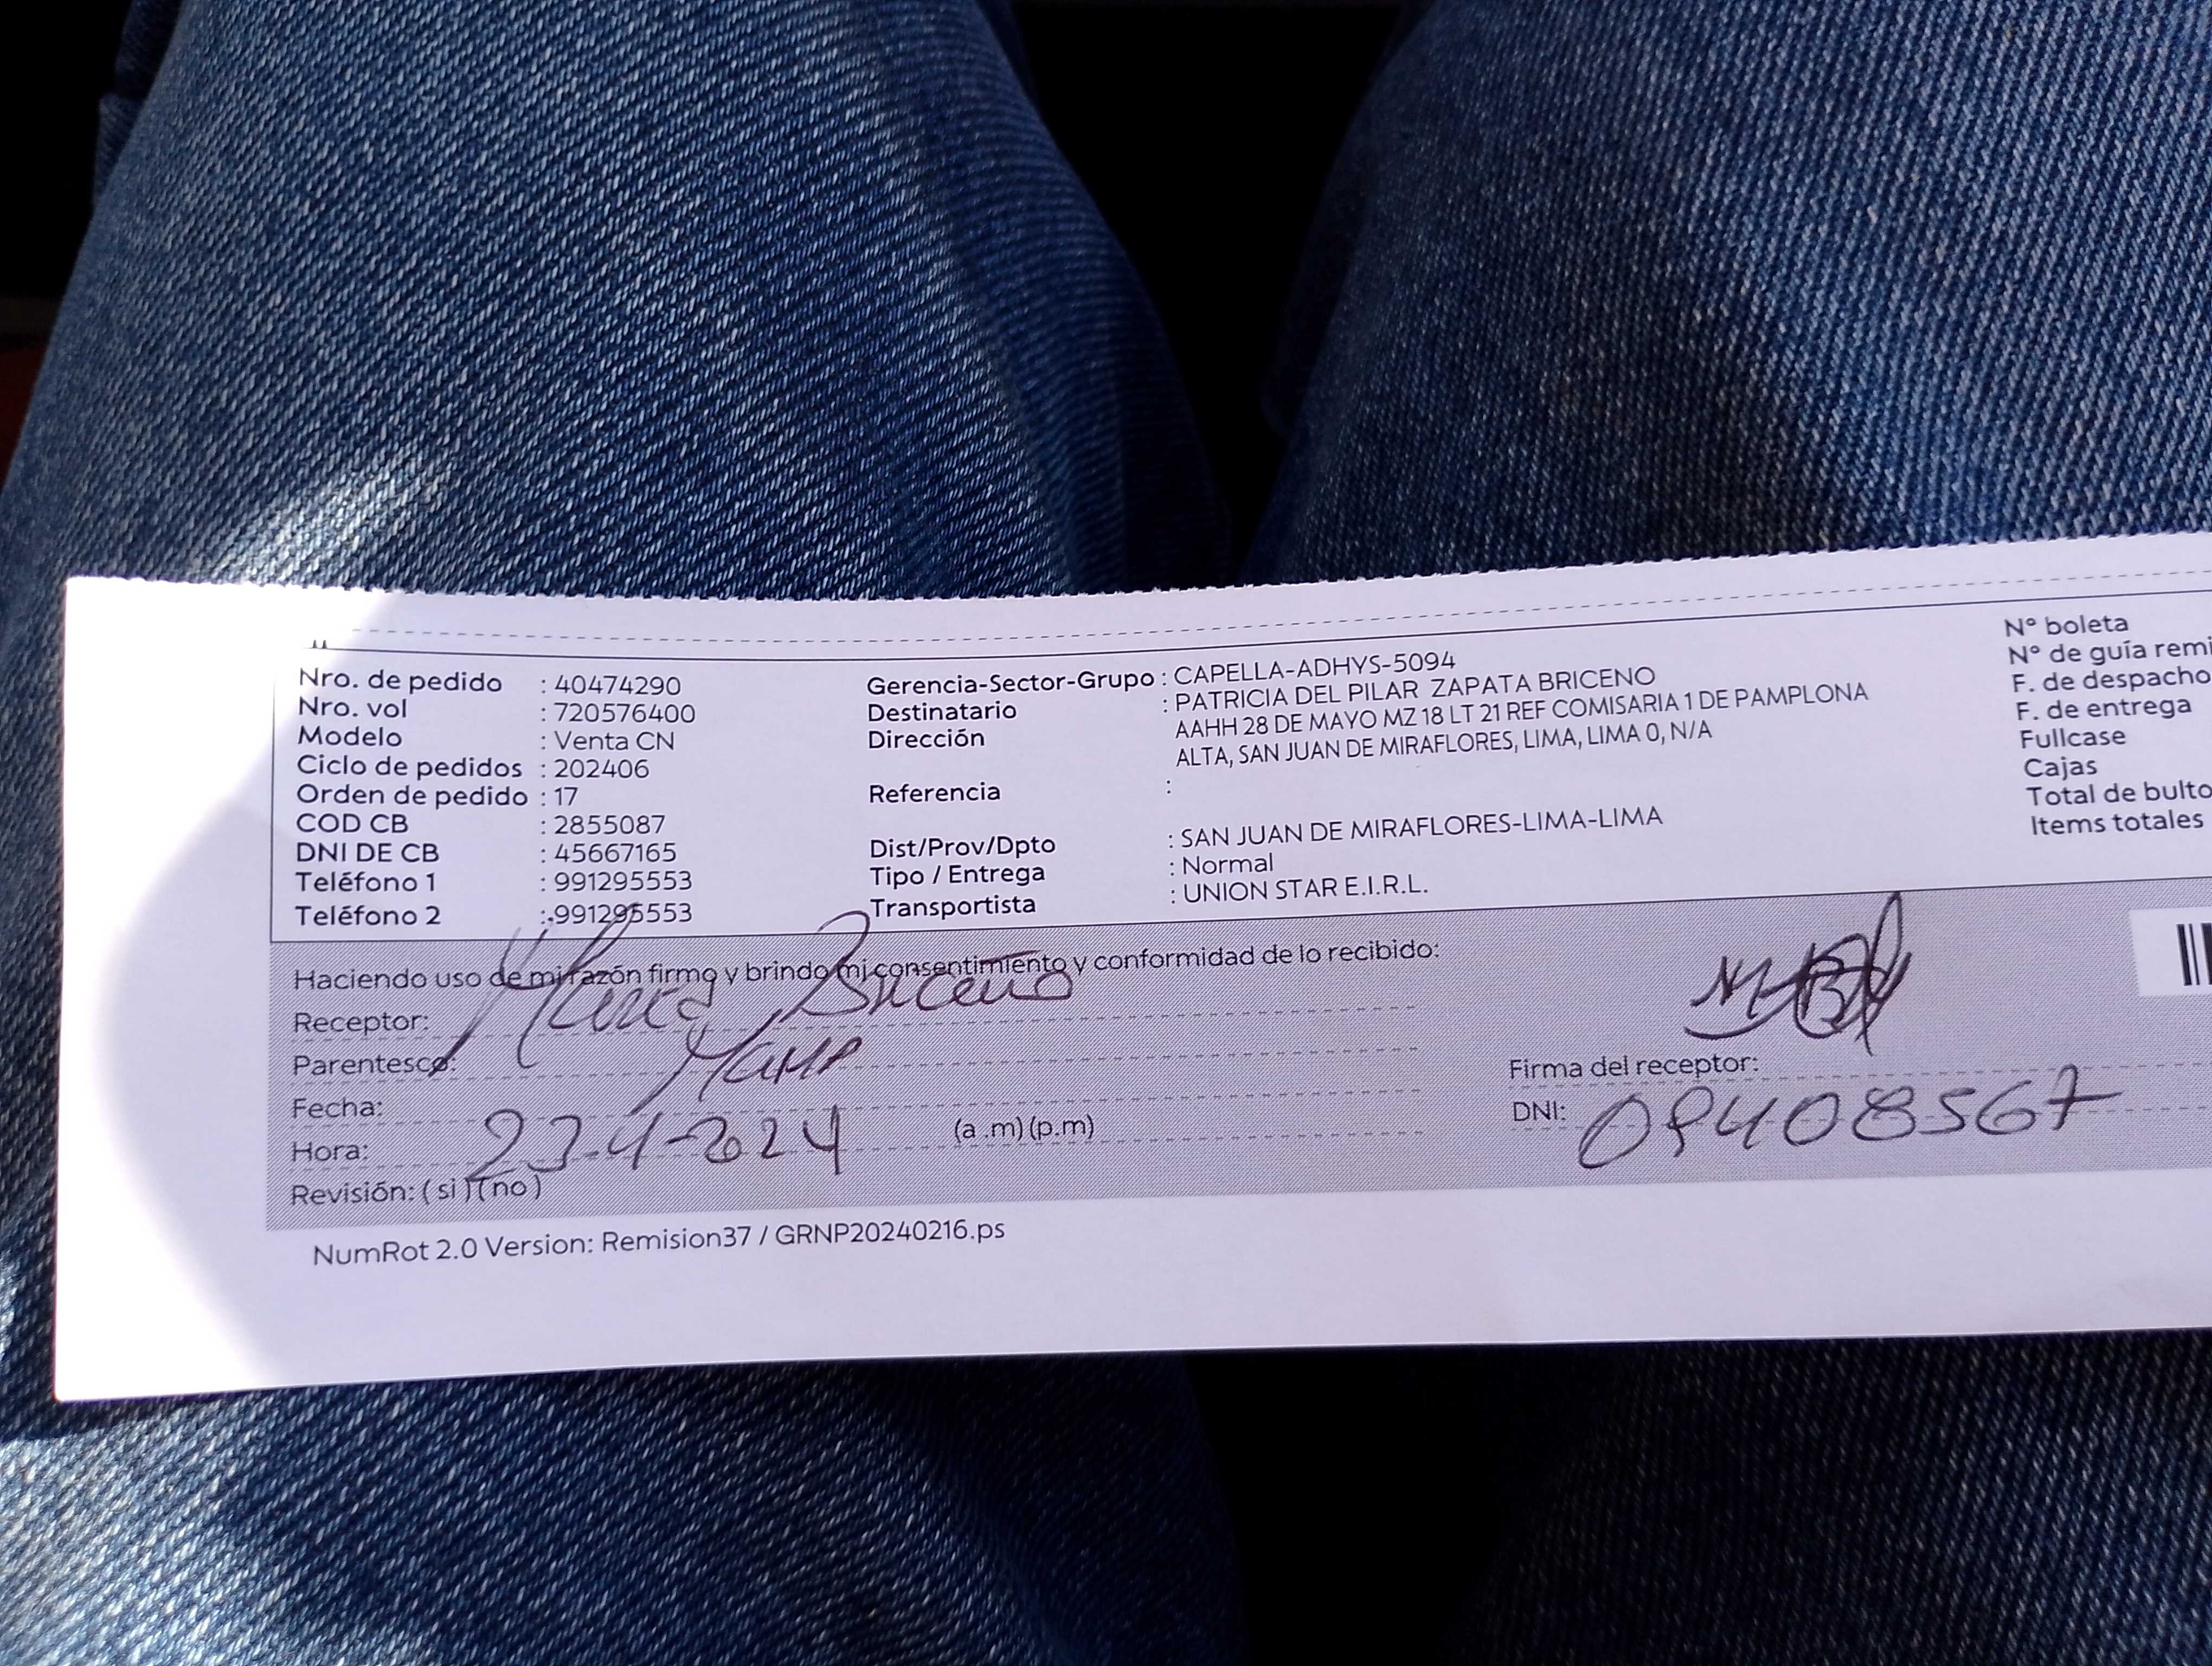 Nro. de pedido : 40474290
Nro. vol : 720576400
Modelo : Venta CN
Ciclo de pedidos : 202406
Orden de pedido : 17
COD CB : 2855087
DNI DE CB : 45667165
Teléfono 1 : 991295553
Teléfono 2 : 991295553
Gerencia-Sector-Grupo : CAPELLA-ADHYS-5094
Destinatario : PATRICIA DEL PILAR ZAPATA BRICENO
Dirección AAHH 28 DE MAYO MZ 18 LT 21 REF COMISARIA 1 DE PAMPLONA
ALTA, SAN JUAN DE MIRAFLORES, LIMA, LIMA 0, N/A
Referencia :
Dist/Prov/Dpto : SAN JUAN DE MIRAFLORES-LIMA-LIMA
Tipo / Entrega : Normal
Transportista : UNION STAR E.I.R.L.
N° boleta
N° de guía remi
F. de despacho
F. de entrega
Fullcase
Cajas
Total de bulto
Items totales
Haciendo uso de mi razón firmo y brindo mi consentimiento y conformidad de lo recibido:
Receptor: Briceño
Parentesco: Mama
Fecha:
Hora: 23-4-2024 (a .m) (p.m)
Revisión: ( si ) ( no )
Firma del receptor:
DNI: 09408567
NumRot 2.0 Version: Remision37 / GRNP20240216.ps